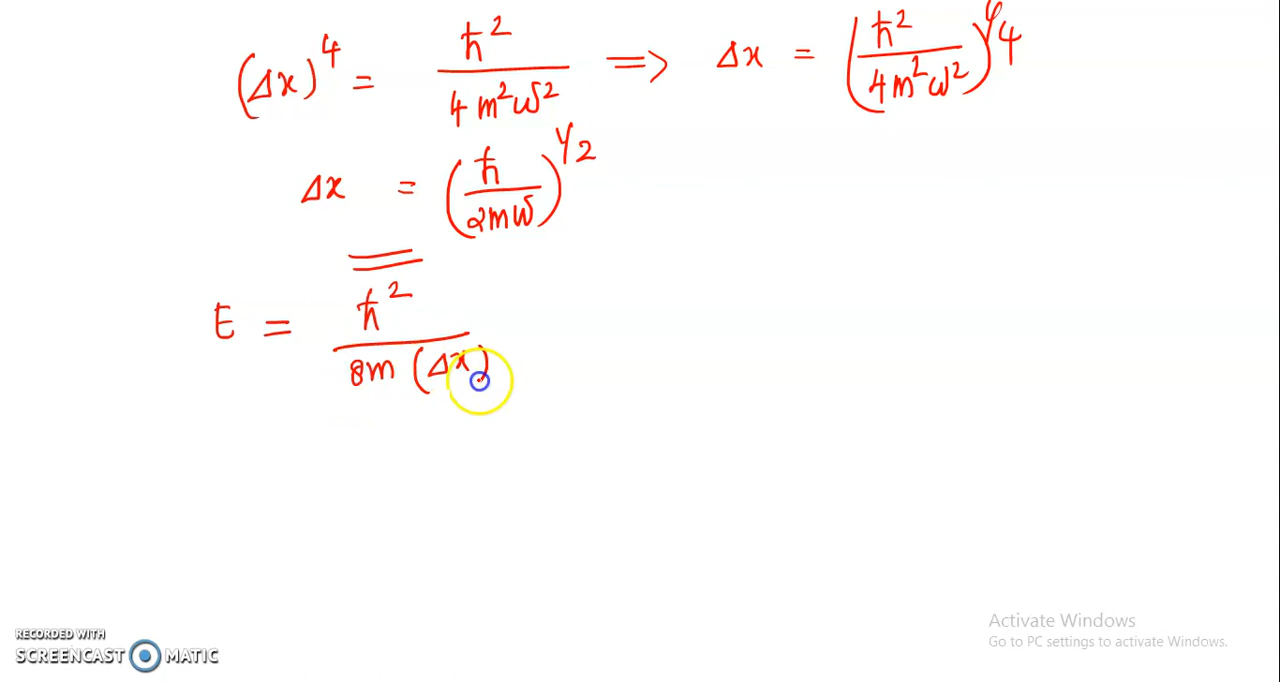 (Δx)⁴ = ħ² / 4m²ω² ⟹ Δx = (ħ² / 4m²ω²)^1/4
Δx = (ħ / 2mω)^1/2
E = ħ² / 8m (Δx)
Activate Windows
Go to PC settings to activate Windows.
RECORDED WITH
SCREENCAST MATIC